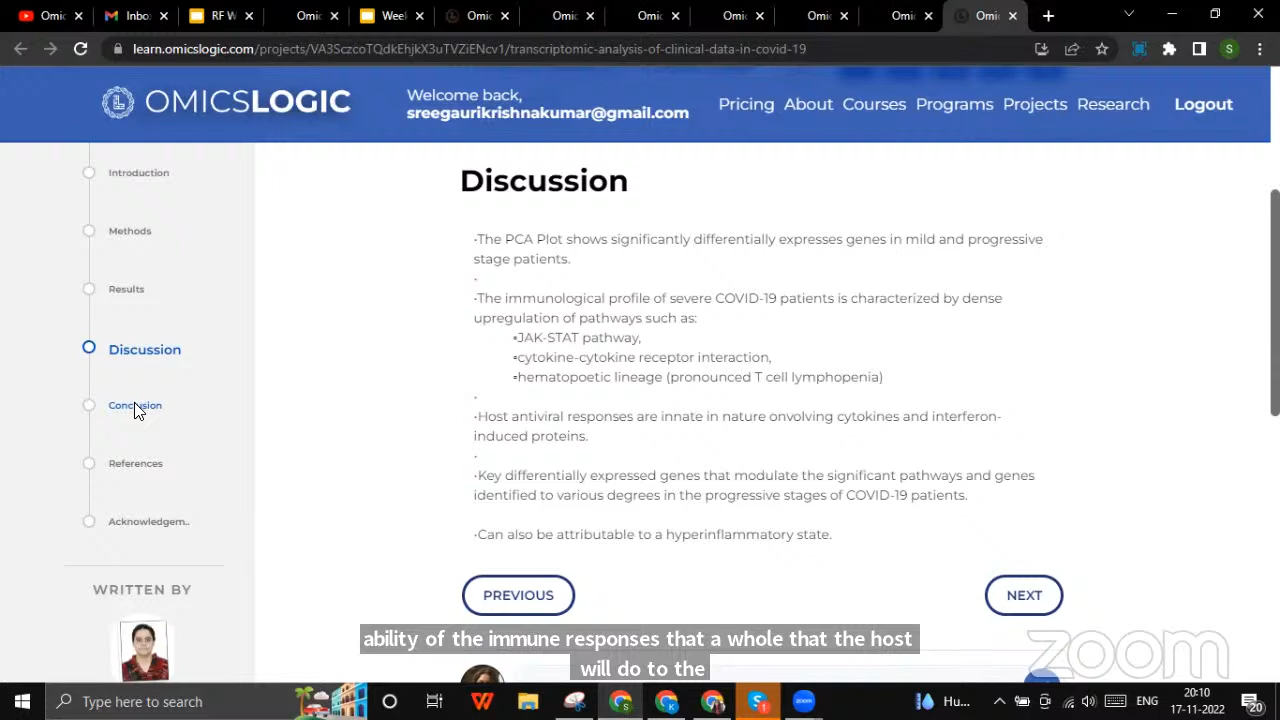 Omic
Inbo
RF W
Omic
Week
Omic
Omic
Omic
Omic
Omic
Omic
Omic
learn.omicslogic.com/projects/VA3SczcoTQdkEhjkX3uTVZiENcv1/transcriptomic-analysis-of-clinical-data-in-covid-19
S
OMICSLOGIC
Welcome back,
sreegaurikrishnakumar@gmail.com
Pricing About Courses Programs Projects Research Logout
Introduction
Methods
Results
Discussion
Conclusion
References
Acknowledgem..
WRITTEN BY
Discussion
•The PCA Plot shows significantly differentially expresses genes in mild and progressive
stage patients.
•
•The immunological profile of severe COVID-19 patients is characterized by dense
upregulation of pathways such as:
▪JAK-STAT pathway,
▪cytokine-cytokine receptor interaction,
▪hematopoetic lineage (pronounced T cell lymphopenia)
•
•Host antiviral responses are innate in nature onvolving cytokines and interferon-
induced proteins.
•
•Key differentially expressed genes that modulate the significant pathways and genes
identified to various degrees in the progressive stages of COVID-19 patients.
•Can also be attributable to a hyperinflammatory state.
PREVIOUS
NEXT
ability of the immune responses that a whole that the host
will do to the
zoom
Type here to search
Hu...
ENG
20:10
17-11-2022
20